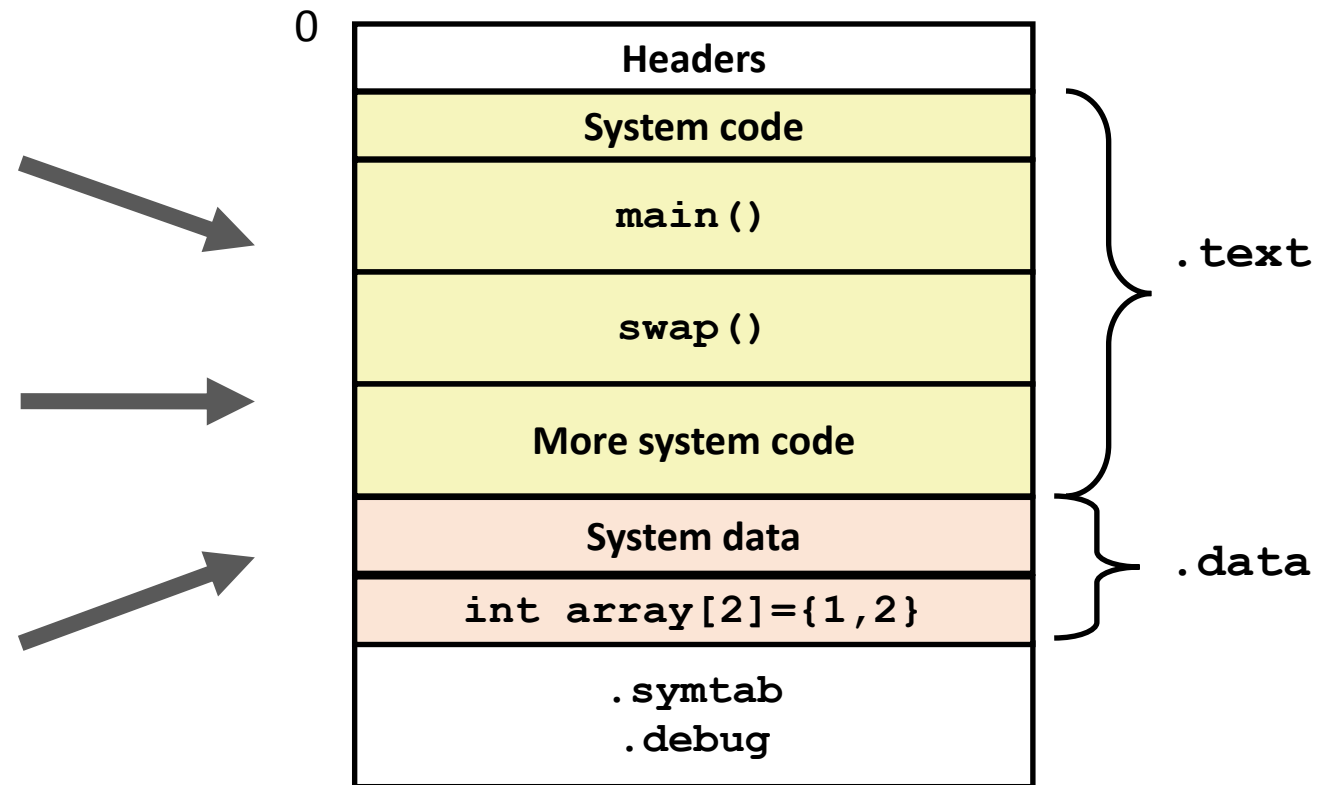 0
Headers
System code
main()
swap()
.text
More system code
System data
.data
int array[2]={1,2}
.symtab
.debug